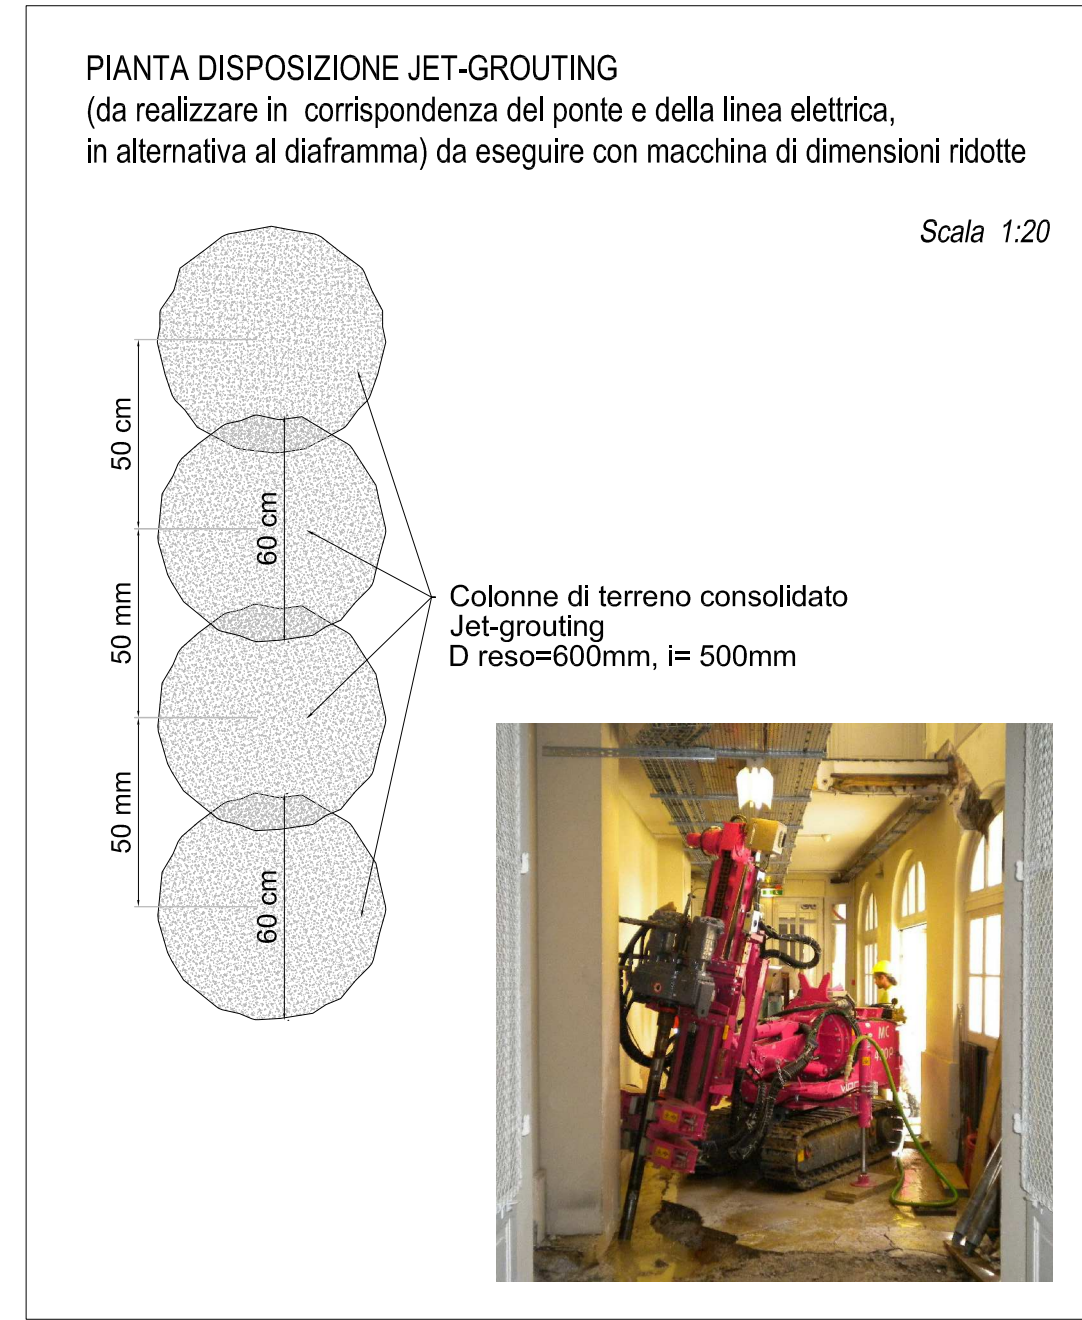 PIANTA DISPOSIZIONE JET-GROUTING
(da realizzare in corrispondenza del ponte e della linea elettrica,
in alternativa al diaframma) da eseguire con macchina di dimensioni ridotte
Scala 1:20
50 cm
60 cm
50 mm
Colonne di terreno consolidato
Jet-grouting
D reso=600mm, i= 500mm
50 mm
60 cm
MC